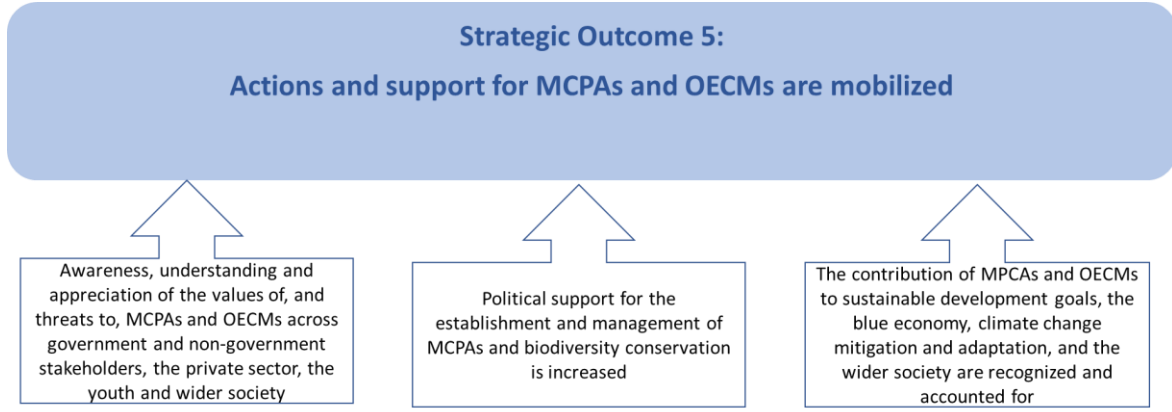 Strategic Outcome 5:
Actions and support for MCPAs and OECMs are mobilized
Awareness, understanding and
appreciation of the values of, and
threats to, MCPAs and OECMs across
government and non-government
stakeholders, the private sector, the
youth and wider society
Political support for the
establishment and management of
MCPAs and biodiversity conservation
is increased
The contribution of MPCAs and OECMs
to sustainable development goals, the
blue economy, climate change
mitigation and adaptation, and the
wider society are recognized and
accounted for